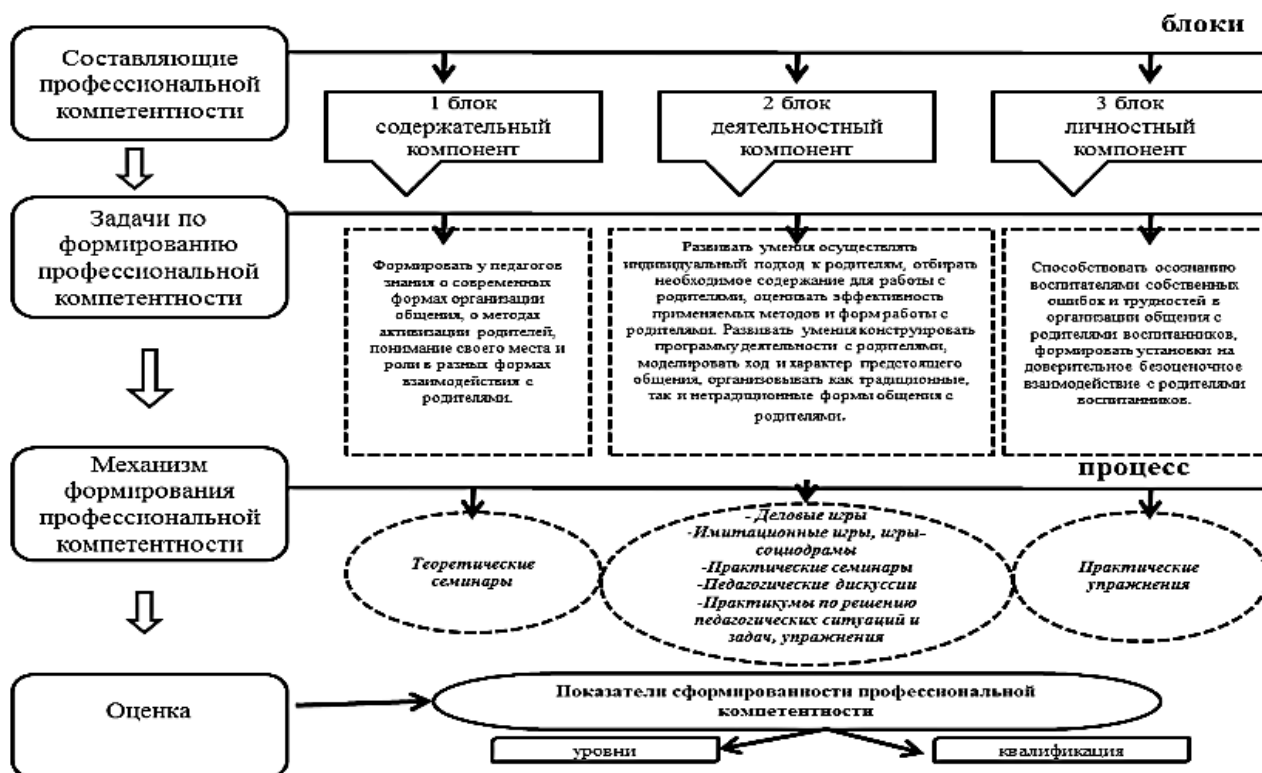 блоки
Составляющие
профессиональной
компетентности
1 блок
содержательный
компонент
2 блок
деятельностный
компонент
3 блок
личностный
компонент
Задачи по
формированию
профессиональной
компетентности
Формировать у педагогов
знания о современных
формах организации
общения, о методах
активизации родителей,
понимание своего места и
роли в разных формах
взаимодействия с
родителями.
Развивать умения осуществлять
индивидуальный подход к родителям, отбирать
необходимое содержание для работы с
родителями, оценивать эффективность
применяемых методов и форм работы с
родителями. Развивать умения конструировать
программу деятельности с родителями,
моделировать ход и характер предстоящего
общения, организовывать как традиционные,
так и нетрадиционные формы общения с
родителями.
Способствовать осознанию
воспитателями собственных
ошибок и трудностей в
организации общения с
родителями воспитанников,
формировать установки на
доверительное безоценочное
взаимодействие с родителями
воспитанников.
процесс
Механизм
формирования
профессиональной
компетентности
Теоретические
семинары
- Деловые игры
-Имитационные игры, игры-
социодрамы
-Практические семинары
-Педагогические дискуссии
-Практикумы по решению
педагогических ситуаций и
задач, упражнения
Практические
упражнения
Оценка
Показатели сформированности профессиональной
компетентности
уровни
квалификация